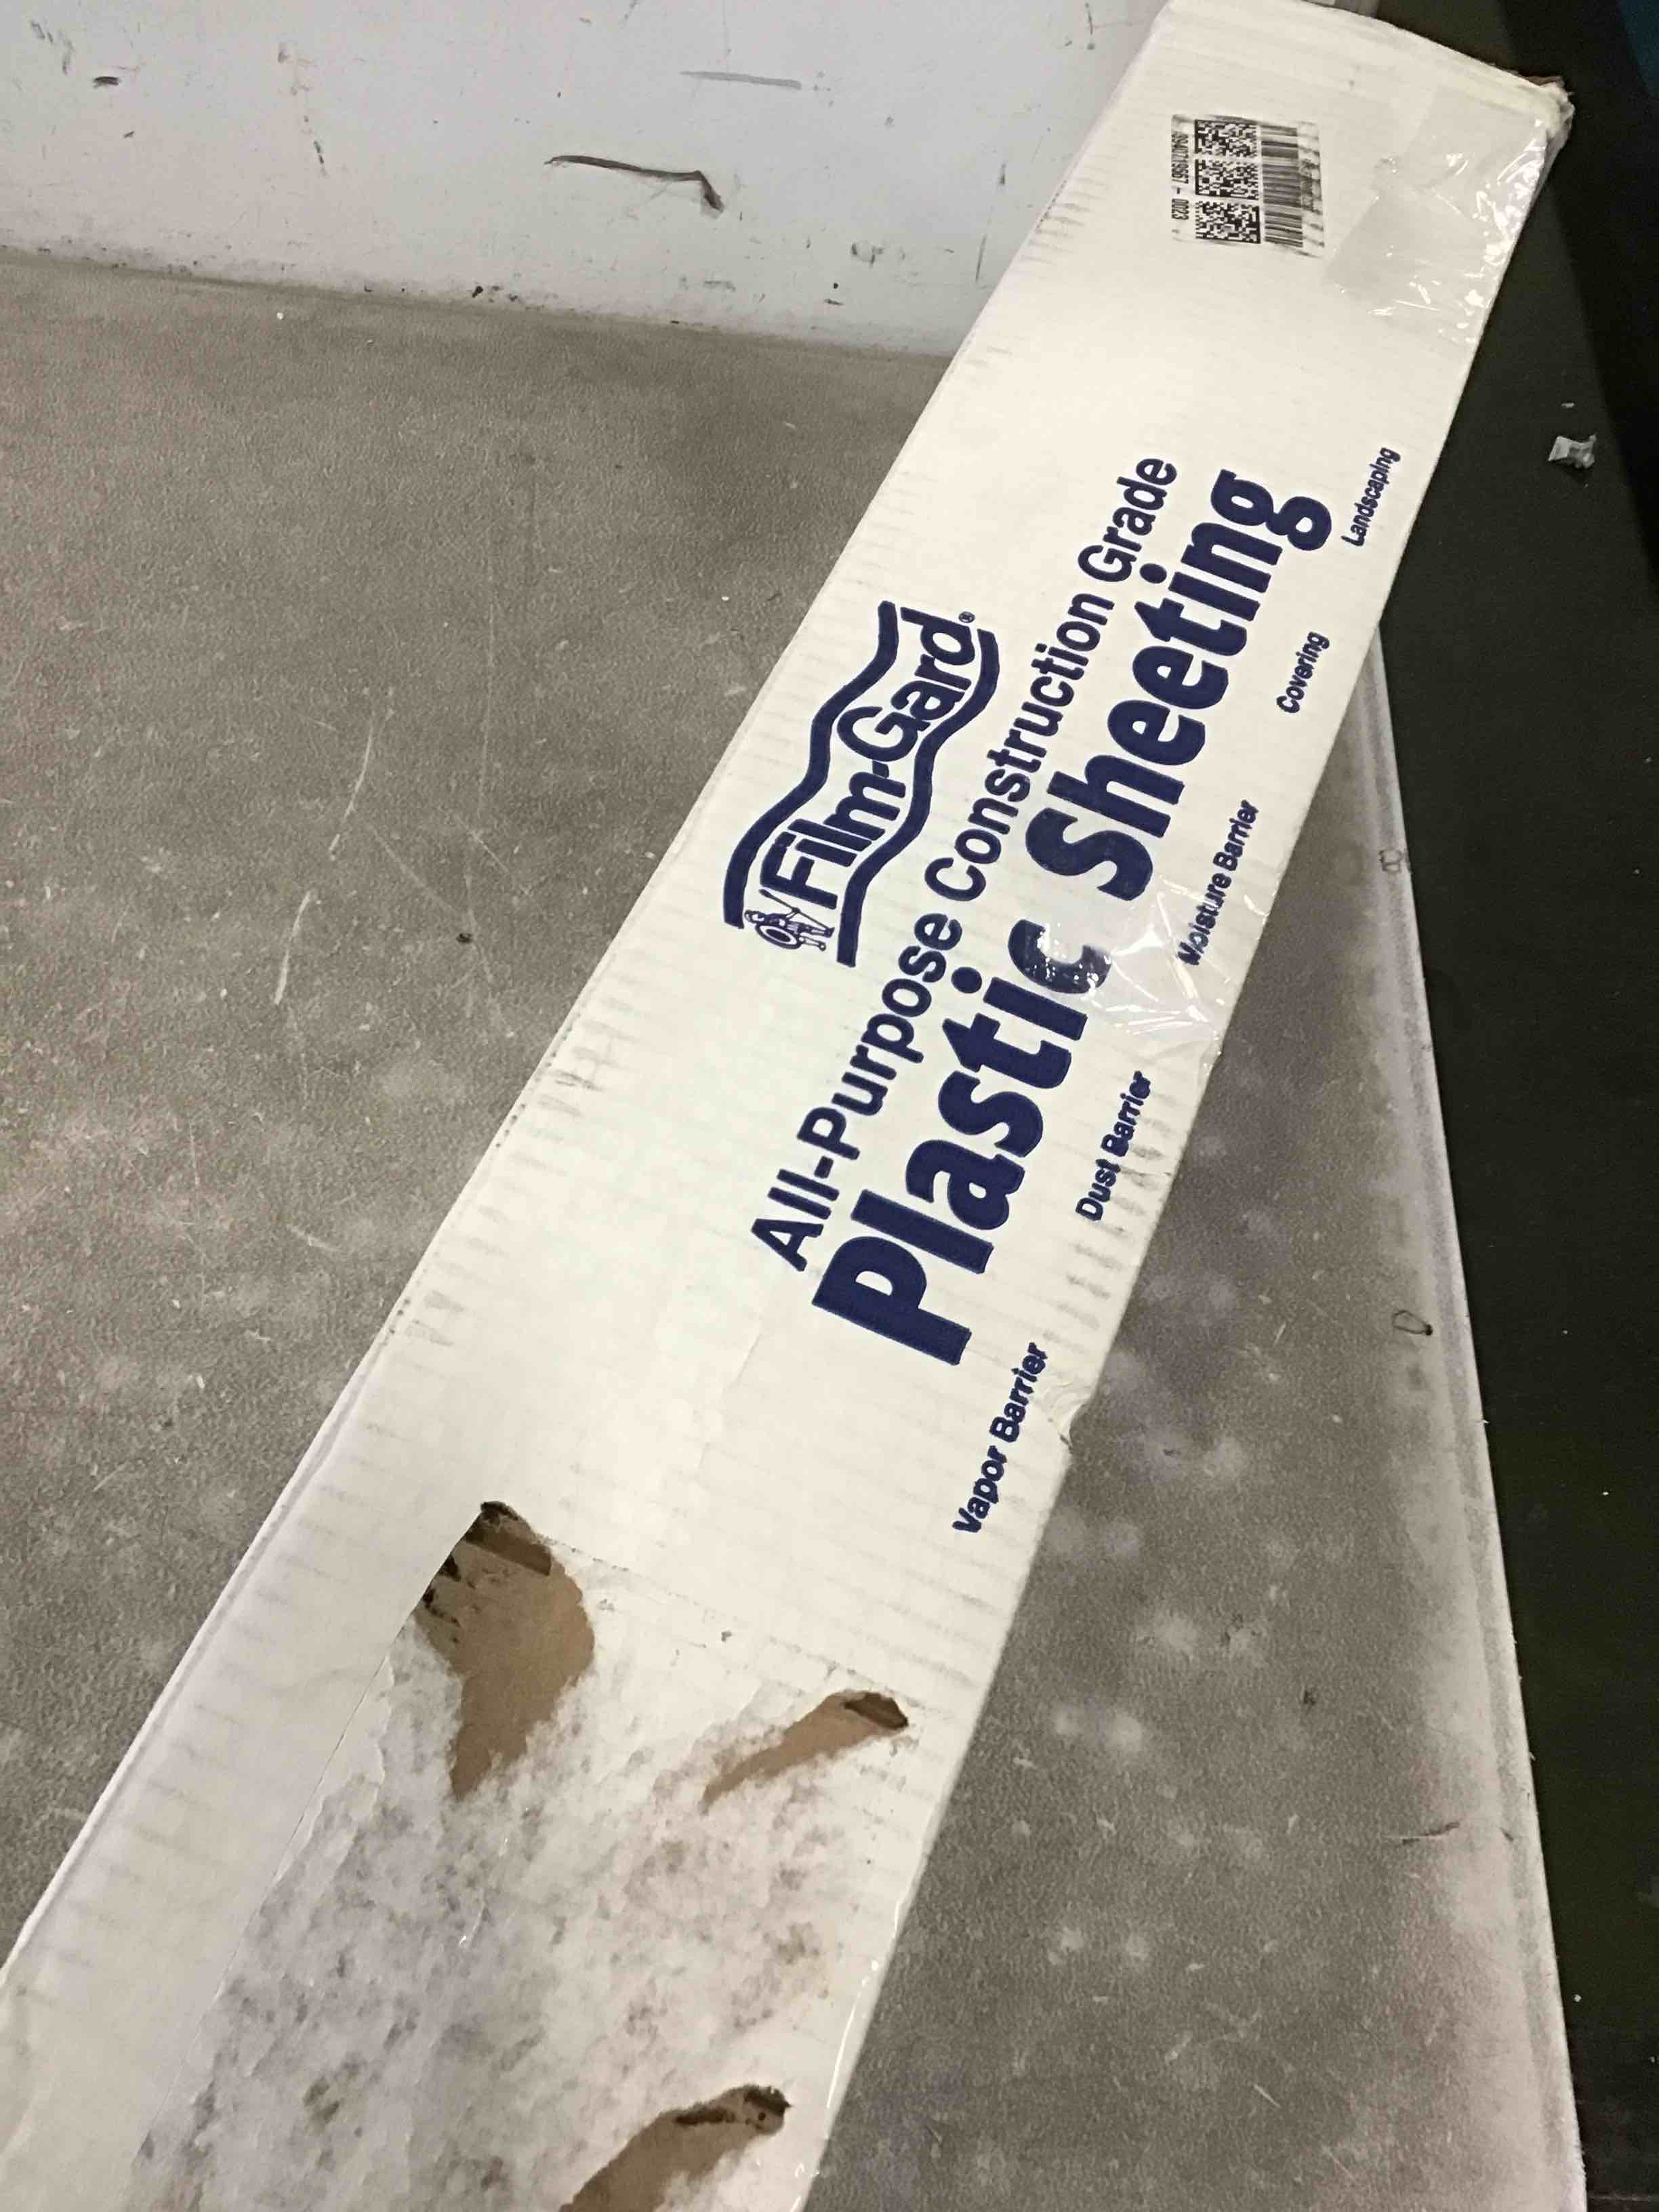 Film-Gard®
All-Purpose Construction Grade
Plastic Sheeting
Vapor Barrier Dust Barrier Moisture Barrier Covering Landscaping